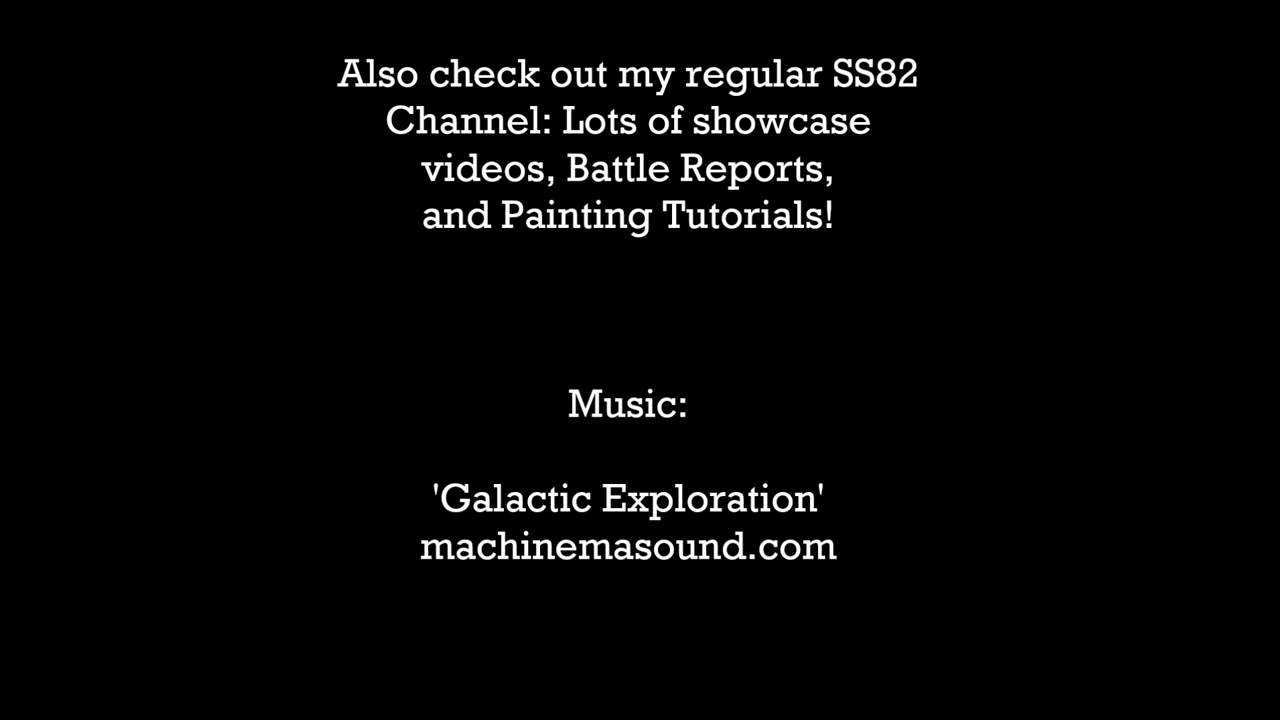 Also check out my regular SS82
Channel: Lots of showcase
videos, Battle Reports,
and Painting Tutorials!
Music:
'Galactic Exploration'
machinemasound.com